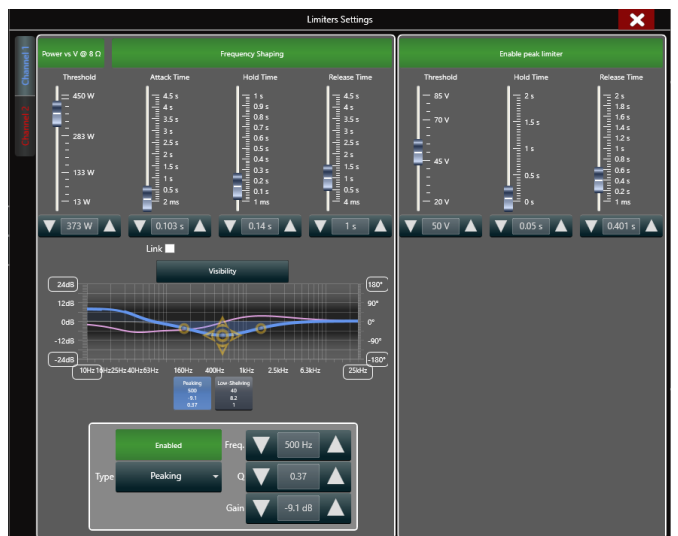 Limiters Settings
Channel 1
Channel 2
Power vs V @ 8 Ω
Frequency Shaping
Threshold
Attack Time
Hold Time
Release Time
450 W
283 W
133 W
13 W
4.5 s
4 s
3.5 s
3 s
2.5 s
2 s
1.5 s
1 s
0.5 s
2 ms
1 s
0.9 s
0.8 s
0.7 s
0.6 s
0.5 s
0.4 s
0.3 s
0.2 s
0.1 s
1 ms
4.5 s
4 s
3.5 s
3 s
2.5 s
2 s
1.5 s
1 s
0.5 s
4 ms
373 W
0.103 s
0.14 s
1 s
Link
Visibility
24dB
12dB
0dB
-12dB
-24dB
180°
90°
0°
-90°
-180°
10Hz 16Hz 25Hz 40Hz 63Hz 160Hz 400Hz 1kHz 2.5kHz 6.3kHz 25kHz
Peaking
500
-9.1
0.37
Low Shelving
40
8.2
1
Enabled
Freq.
500 Hz
Type
Peaking
Q
0.37
Gain
-9.1 dB
Enable peak limiter
Threshold
Hold Time
Release Time
85 V
70 V
45 V
20 V
2 s
1.5 s
1 s
0.5 s
0 s
2 s
1.8 s
1.6 s
1.4 s
1.2 s
1 s
0.8 s
0.6 s
0.4 s
0.2 s
1 ms
50 V
0.05 s
0.401 s